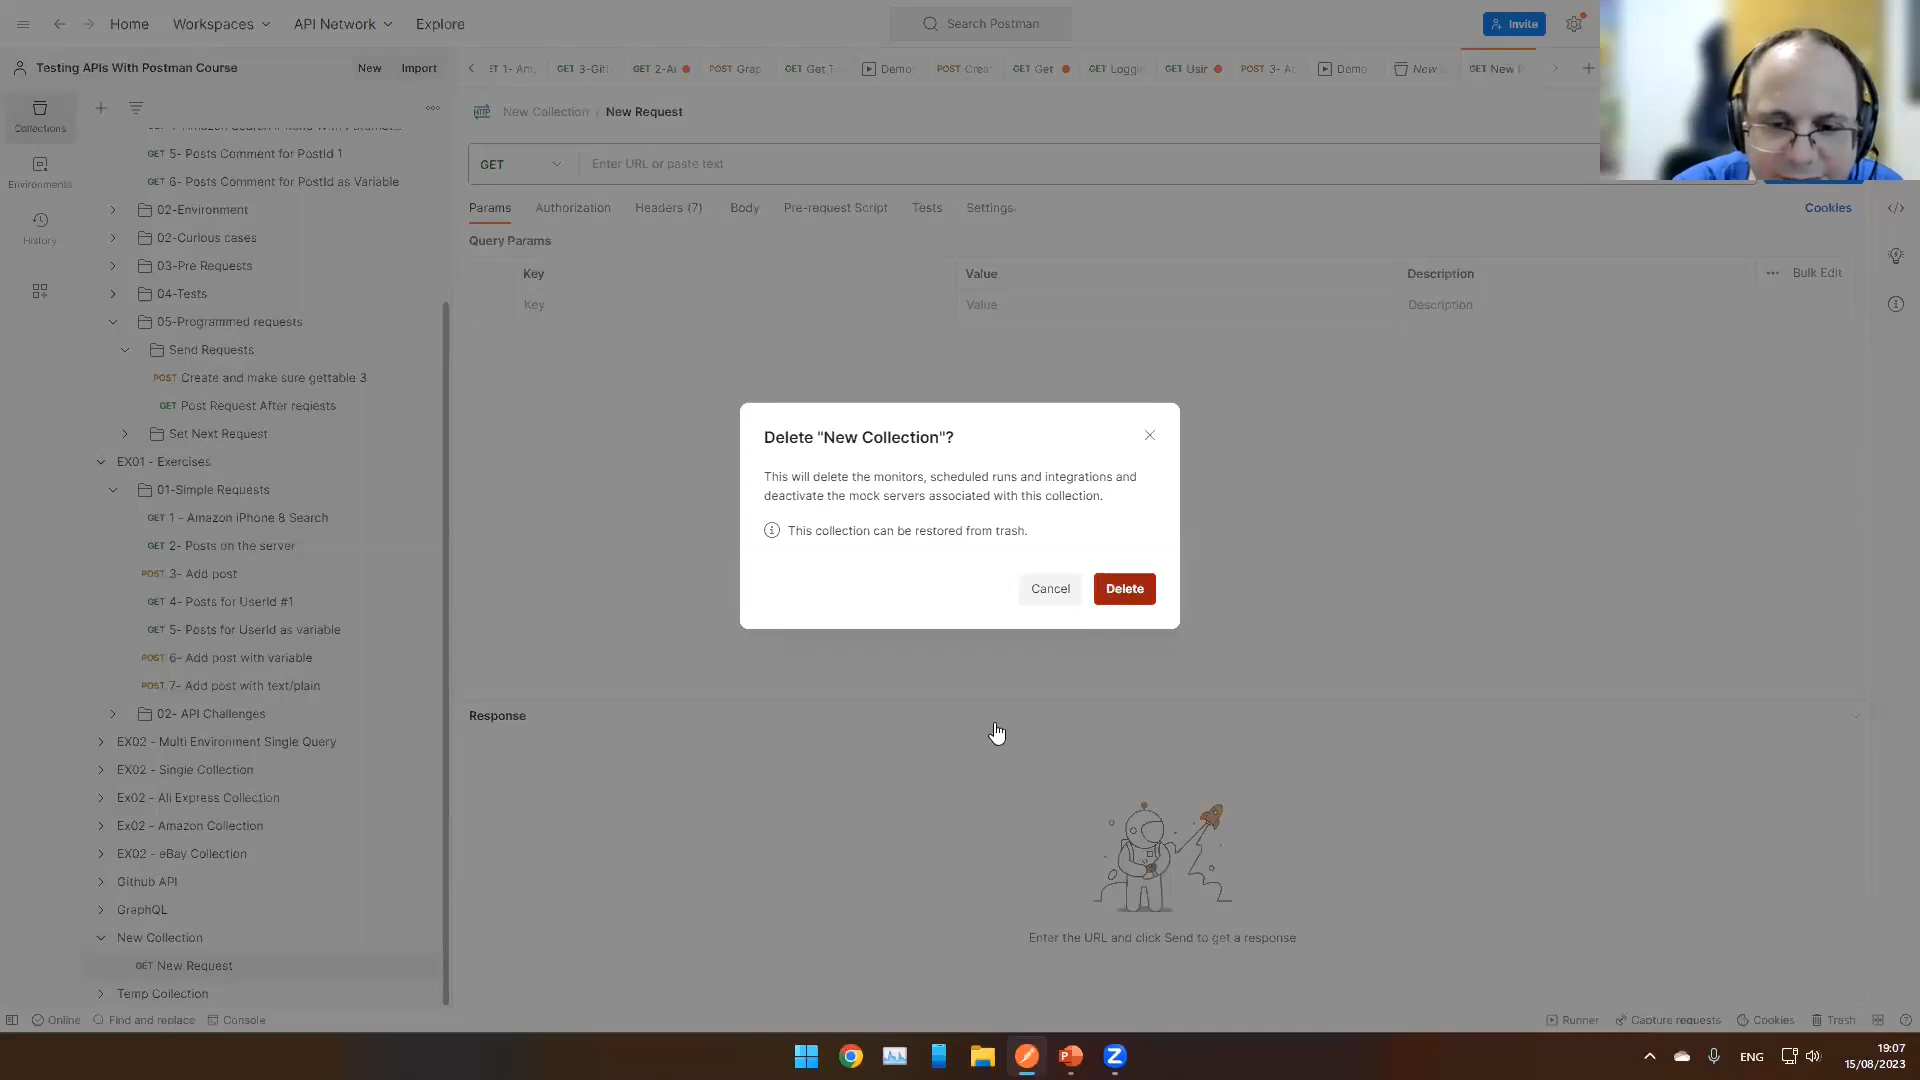 Home
Workspaces
API Network
Explore
Search Postman
Invite
Testing APIs With Postman Course
New
Import
GET 3-Git
GET 2-A
POST Grap
GET Get T
Demo
POST Crea
GET Get
GET Loggi
GET Usin
POST 3- Ac
Demo
New
GET New R
Collections
Environments
History
GET 5- Posts Comment for PostId 1
GET 6- Posts Comment for PostId as Variable
02-Environment
02-Curious cases
03-Pre Requests
04-Tests
05-Programmed requests
Send Requests
POST Create and make sure gettable 3
GET Post Request After reqiests
Set Next Request
EX01 - Exercises
01-Simple Requests
GET 1 - Amazon iPhone 8 Search
GET 2- Posts on the server
POST 3- Add post
GET 4- Posts for UserId #1
GET 5- Posts for UserId as variable
POST 6- Add post with variable
POST 7- Add post with text/plain
02- API Challenges
EX02 - Multi Environment Single Query
EX02 - Single Collection
Ex02 - Ali Express Collection
Ex02 - Amazon Collection
EX02 - eBay Collection
Github API
GraphQL
New Collection
GET New Request
Temp Collection
HTTP New Collection / New Request
GET
Enter URL or paste text
Params
Authorization
Headers (7)
Body
Pre-request Script
Tests
Settings
Cookies
Query Params
Key
Value
Description
Bulk Edit
Key
Value
Description
Delete "New Collection"?
This will delete the monitors, scheduled runs and integrations and
deactivate the mock servers associated with this collection.
This collection can be restored from trash.
Cancel
Delete
Response
Enter the URL and click Send to get a response
Online
Find and replace
Console
Runner
Capture requests
Cookies
Trash
ENG
19:07
15/08/2023